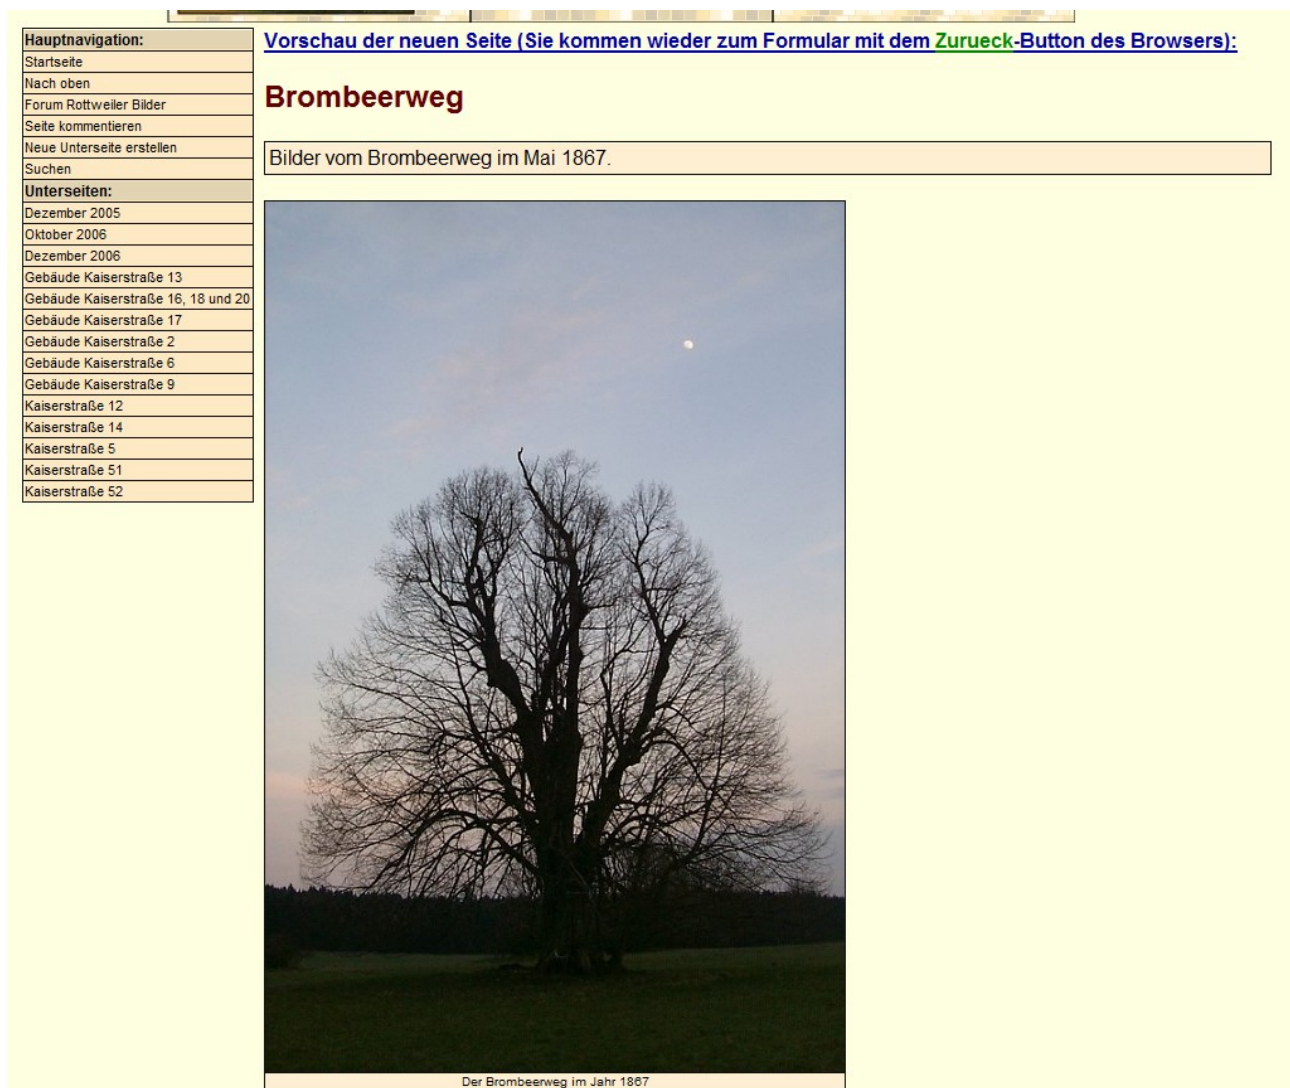 Hauptnavigation:
Startseite
Nach oben
Forum Rottweiler Bilder
Seite kommentieren
Neue Unterseite erstellen
Suchen
Unterseiten:
Dezember 2005
Oktober 2006
Dezember 2006
Gebäude Kaiserstraße 13
Gebäude Kaiserstraße 16, 18 und 20
Gebäude Kaiserstraße 17
Gebäude Kaiserstraße 2
Gebäude Kaiserstraße 6
Gebäude Kaiserstraße 9
Kaiserstraße 12
Kaiserstraße 14
Kaiserstraße 5
Kaiserstraße 51
Kaiserstraße 52
Vorschau der neuen Seite (Sie kommen wieder zum Formular mit dem Zurueck-Button des Browsers):
Brombeerweg
Bilder vom Brombeerweg im Mai 1867.
Der Brombeerweg im Jahr 1867